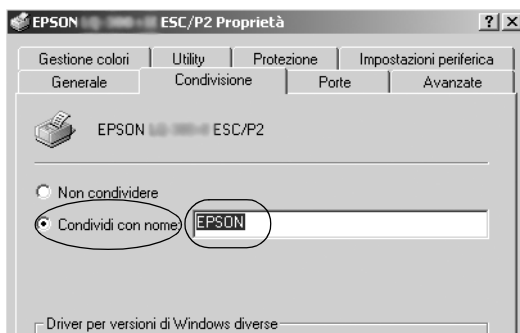 EPSON ESC/P2 Proprietà
Gestione colori Utility Protezione Impostazioni periferica
Generale Condivisione Porte Avanzate
EPSON ESC/P2
Non condividere
Condividi con nome: EPSON
Driver per versioni di Windows diverse